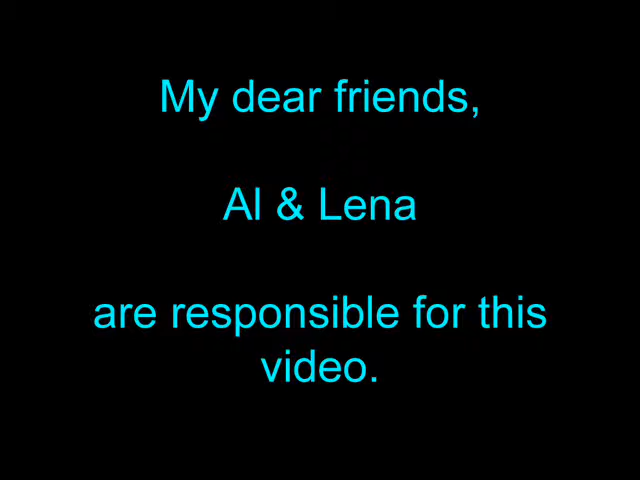 My dear friends,
Al & Lena
are responsible for this
video.